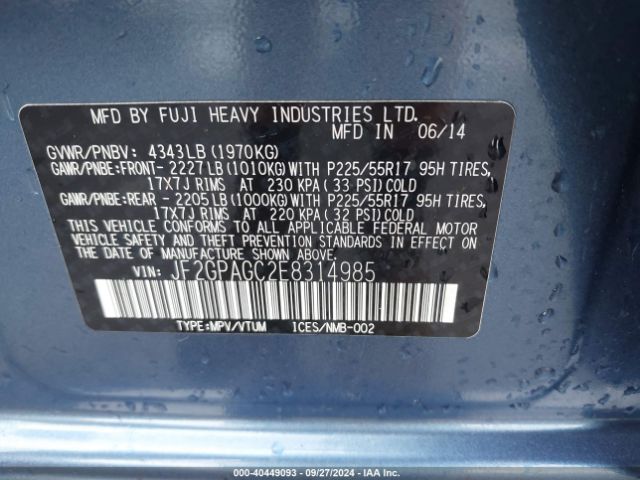 MFD BY FUJI HEAVY INDUSTRIES LTD.
MFD IN 06/14
GVWR/PNBV: 4343LB (1970KG)
GAWR/PNBE:FRONT- 2227LB (1010KG) WITH P225/55R17 95H TIRES,
17X7J RIMS AT 230 KPA (33 PSI) COLD
GAWR/PNBE:REAR - 2205LB (1000KG) WITH P225/55R17 95H TIRES,
17X7J RIMS AT 220 KPA (32 PSI) COLD
THIS VEHICLE CONFORMS TO ALL APPLICABLE FEDERAL MOTOR
VEHICLE SAFETY AND THEFT PREVENTION STANDARDS IN EFFECT ON
THE DATE OF MANUFACTURE SHOWN ABOVE.
VIN: JF2GPAGC2E8314985
TYPE:MPV/VTUM ICES/NMB-002
000-40449093 - 09/27/2024 - IAA Inc.